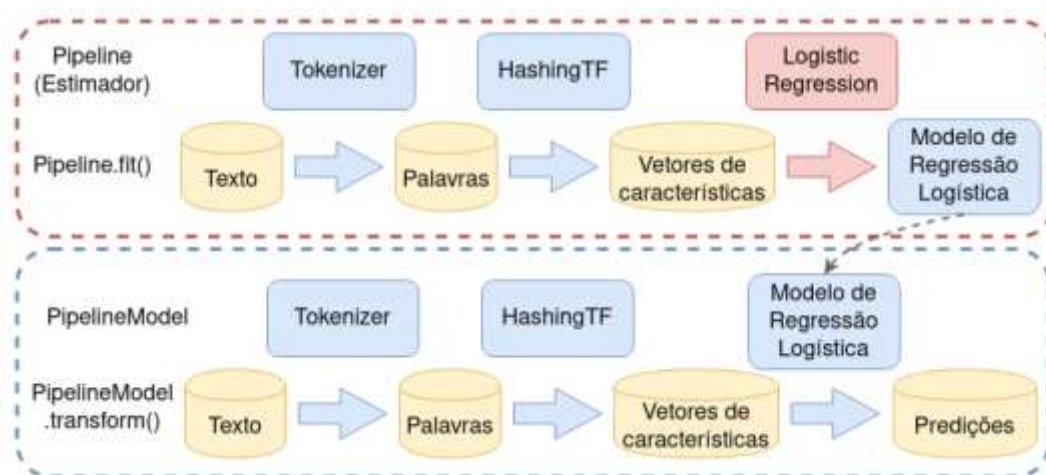 Pipeline
(Estimador)
Tokenizer
HashingTF
Logistic
Regression
Pipeline.fit()
Texto
Palavras
Vetores de
características
Modelo de
Regressão
Logística
PipelineModel
Tokenizer
HashingTF
Modelo de
Regressão
Logística
PipelineModel
.transform()
Texto
Palavras
Vetores de
características
Predições